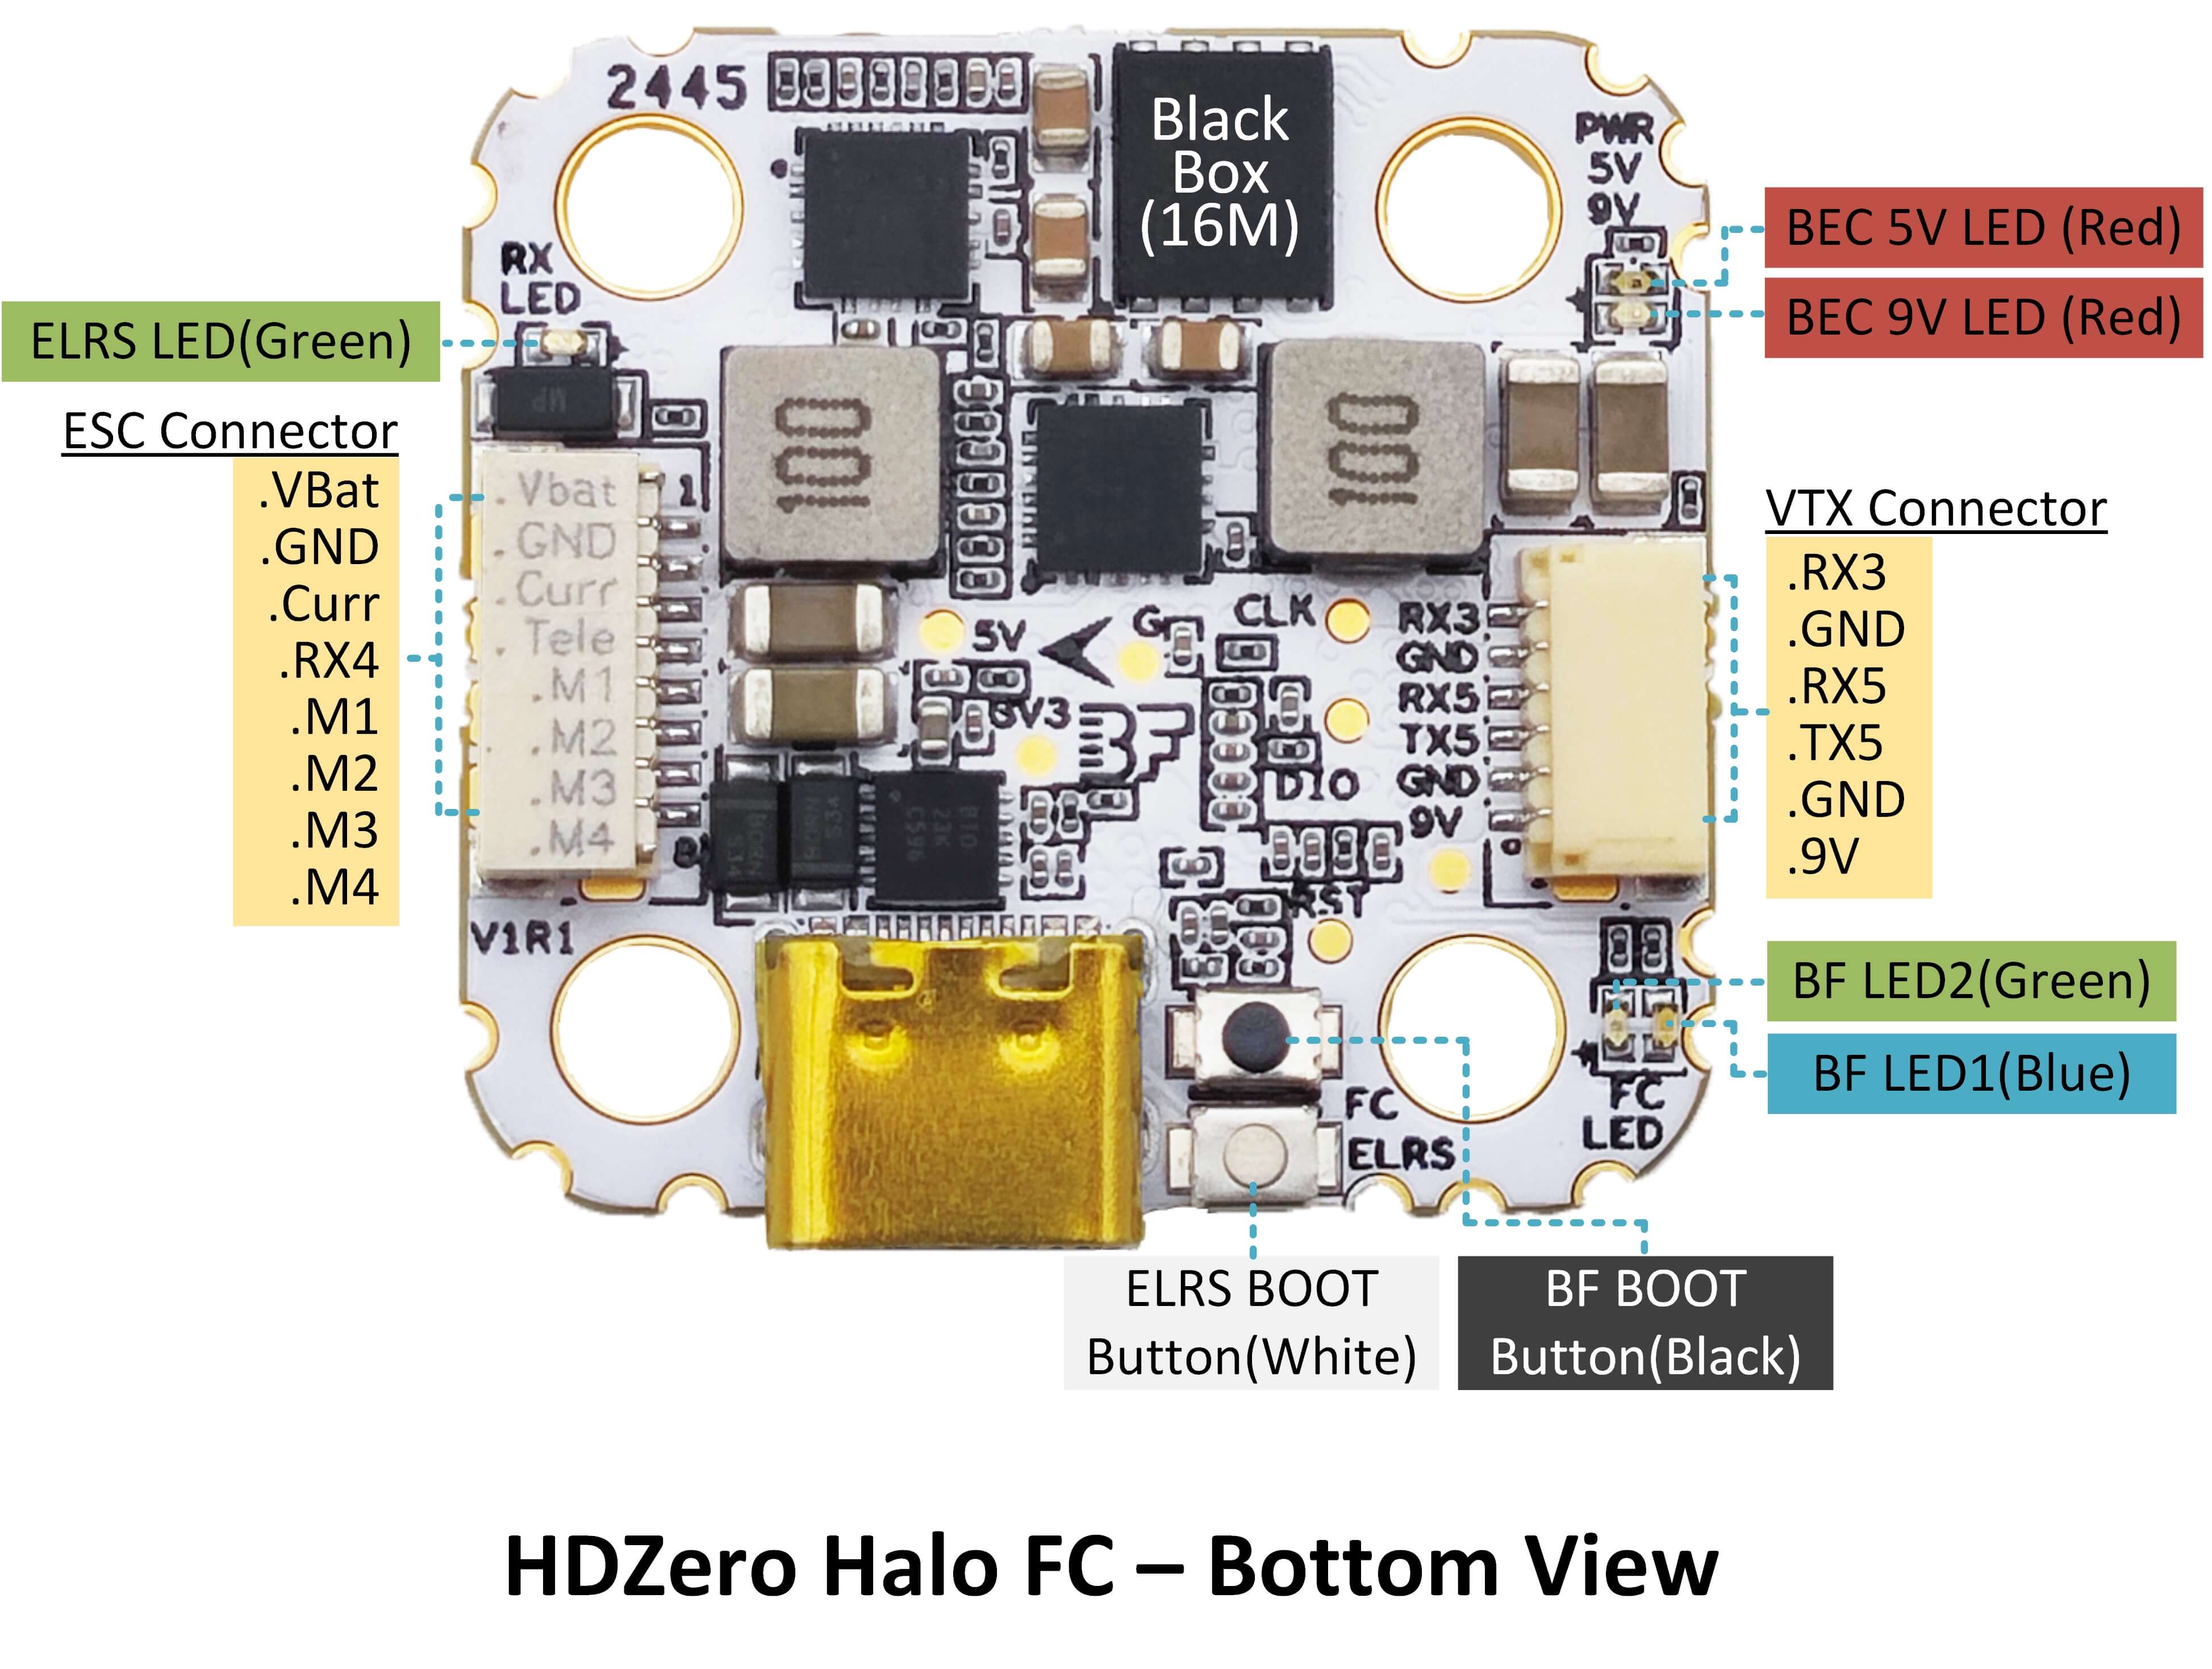 2445
Black
Box
(16M)
PWR
5V
9V
RX
LED
BEC 5V LED (Red)
BEC 9V LED (Red)
ELRS LED(Green)
ESC Connector
.VBat
.GND
.Curr
.RX4
.M1
.M2
.M3
.M4
. Vbat
. GND
. Curr
. Tele
.M1
.M2
.M3
.M4
1
8
MP
100
100
VTX Connector
.RX3
.GND
.RX5
.TX5
.GND
.9V
5V
G
CLK
3V3
DIO
RX3
GND
RX5
TX5
GND
9V
RST
V1R1
BF LED2(Green)
BF LED1(Blue)
FC
LED
FC
ELRS
ELRS BOOT
Button(White)
BF BOOT
Button(Black)
HDZero Halo FC – Bottom View